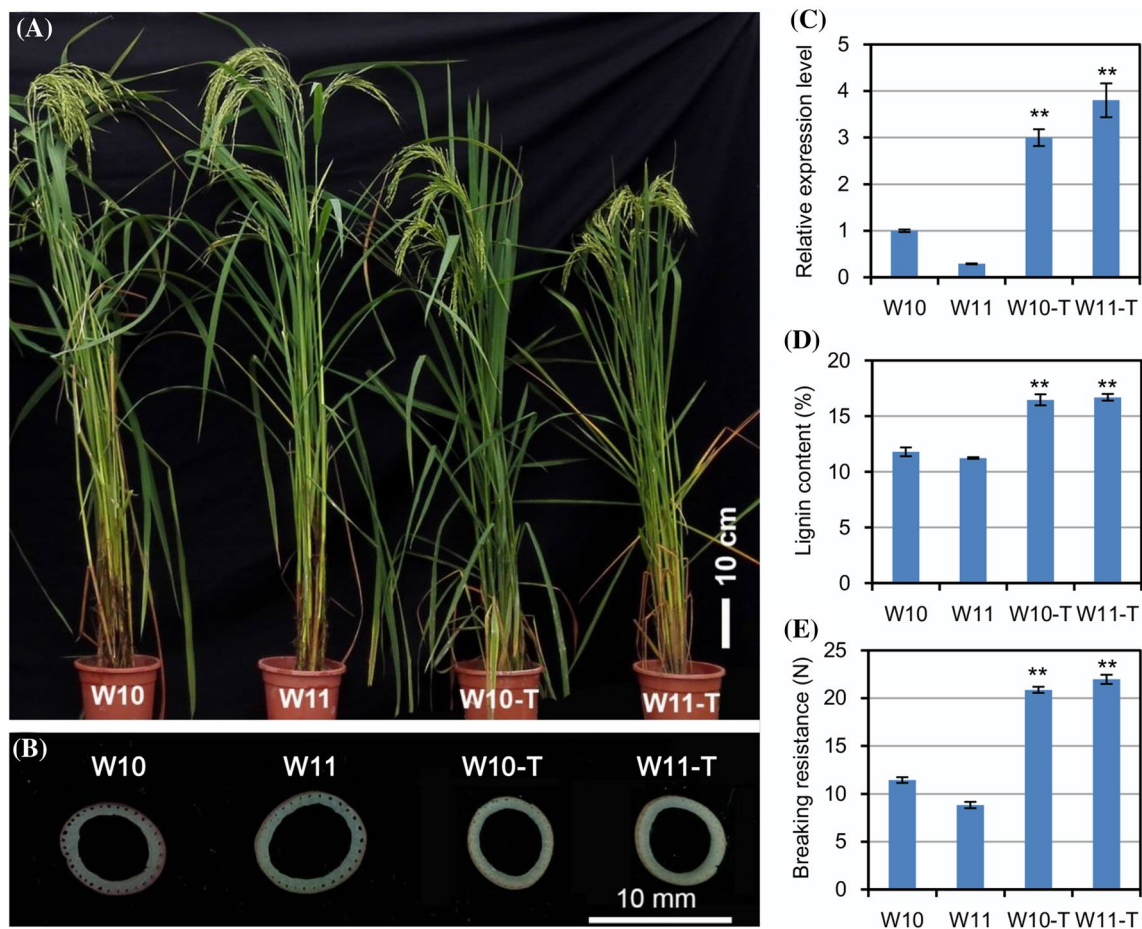 (A)
10 cm
W10
W11
W10-T
W11-T
(B)
W10
W11
W10-T
W11-T
10 mm
(C)
Relative expression level
5
4
3
2
1
0
**
**
W10
W11
W10-T
W11-T
(D)
Lignin content (%)
20
15
10
5
0
**
**
W10
W11
W10-T
W11-T
(E)
Breaking resistance (N)
25
20
15
10
5
0
**
**
W10
W11
W10-T
W11-T